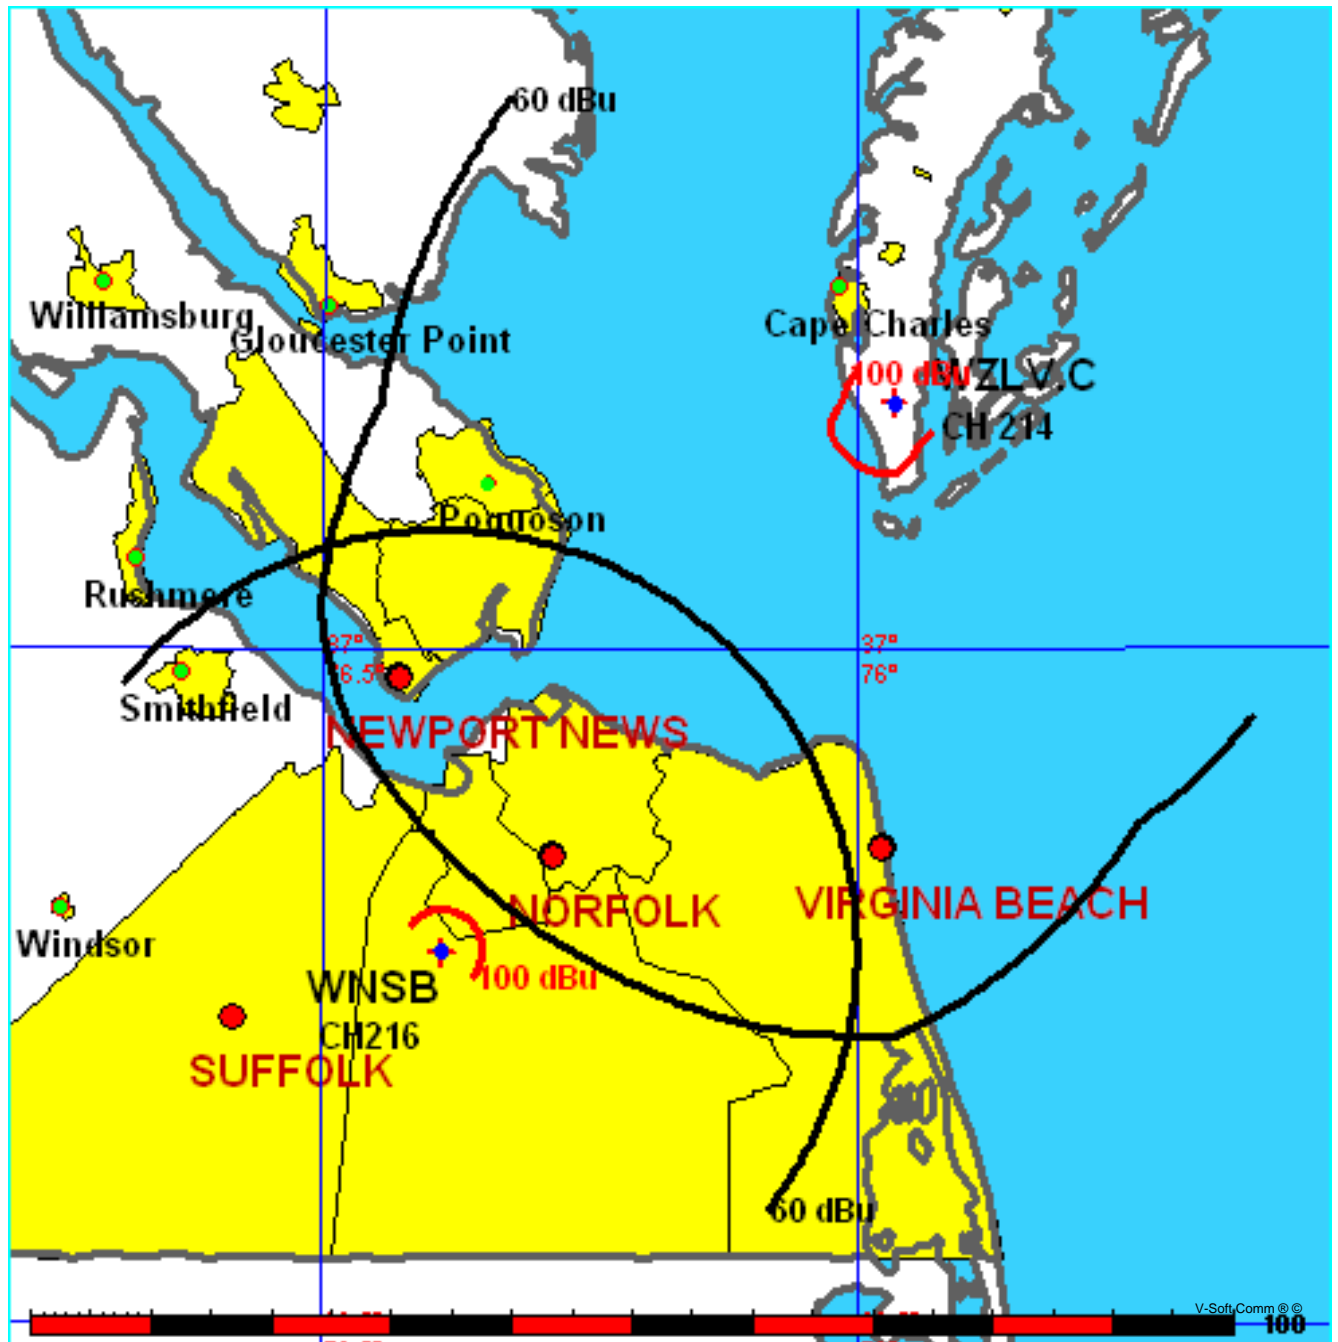 60 dBu
Williamsburg
Gloucester Point
Cape Charles
100 dBu
WZLV.C
CH 214
Poquoson
Rushmere
37°
76.5°
37°
76°
Smithfield
NEWPORT NEWS
NORFOLK
VIRGINIA BEACH
Windsor
WNSB
100 dBu
CH216
SUFFOLK
60 dBu
V-Soft Comm ® ©
100